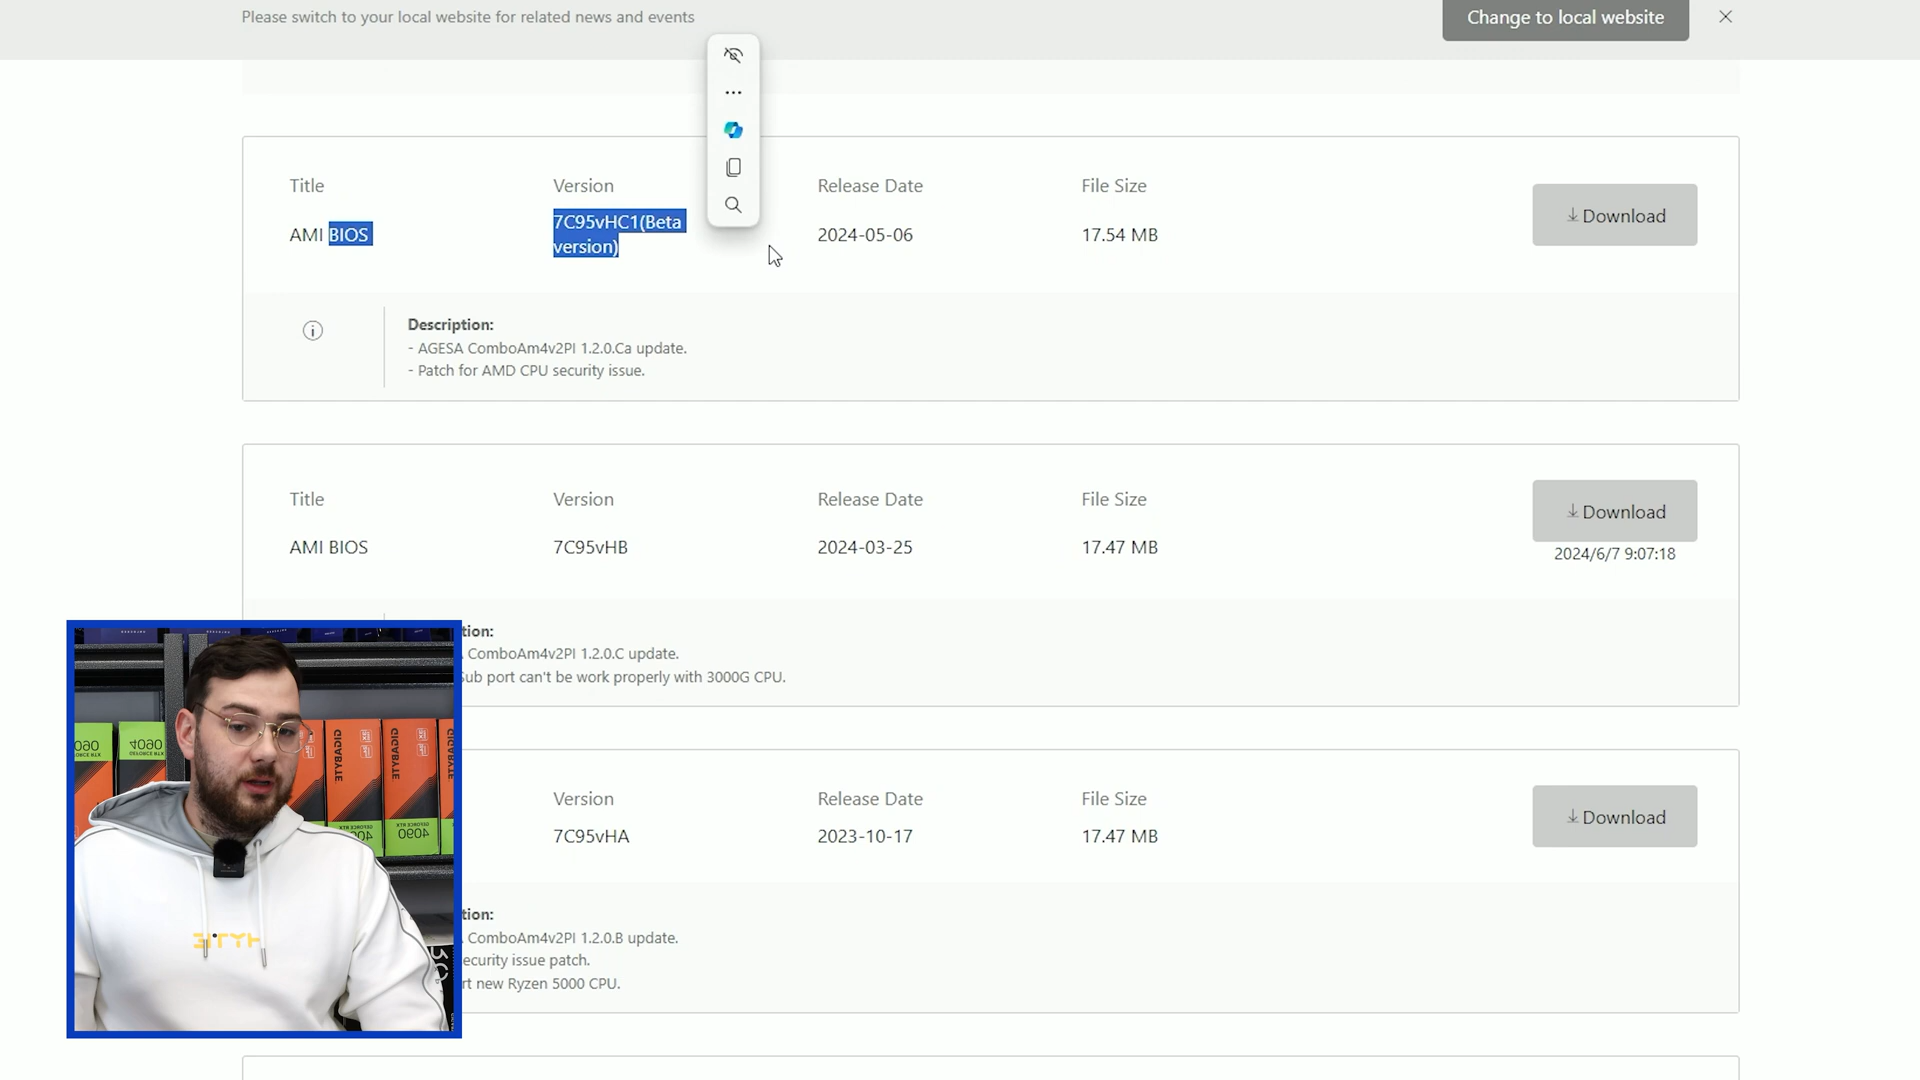 Please switch to your local website for related news and events
Change to local website
Title
Version
Release Date
File Size
AMI BIOS
7C95vHC1(Beta
version)
2024-05-06
17.54 MB
Download
Description:
- AGESA ComboAm4v2PI 1.2.0.Ca update.
- Patch for AMD CPU security issue.
Title
Version
Release Date
File Size
AMI BIOS
7C95vHB
2024-03-25
17.47 MB
Download
2024/6/7 9:07:18
tion:
ComboAm4v2PI 1.2.0.C update.
Sub port can't be work properly with 3000G CPU.
Version
Release Date
File Size
7C95vHA
2023-10-17
17.47 MB
Download
tion:
ComboAm4v2PI 1.2.0.B update.
ecurity issue patch.
rt new Ryzen 5000 CPU.
4090
GIGABYTE
GIGABYTE
4090